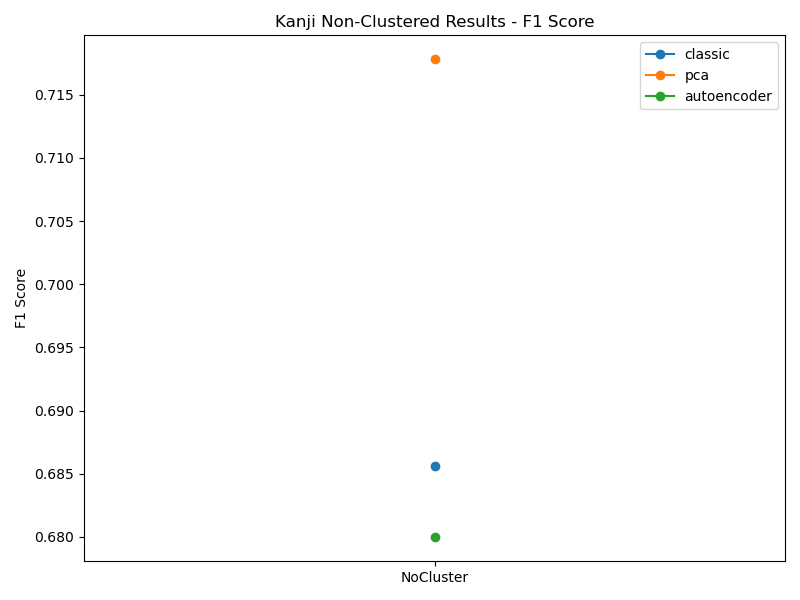 Kanji Non-Clustered Results - F1 Score
classic
pca
autoencoder
0.715
0.710
0.705
0.700
0.695
0.690
0.685
0.680
F1 Score
NoCluster